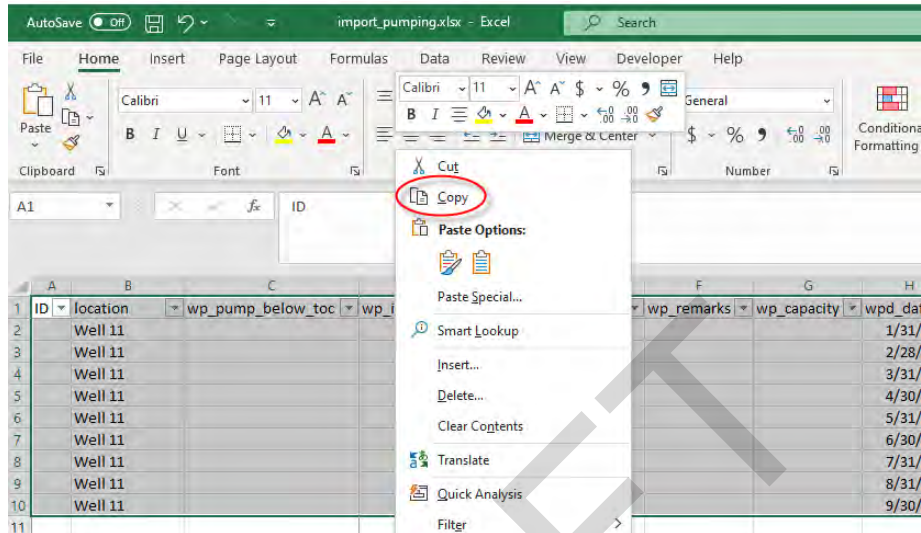 AutoSave Off import_pumping.xlsx - Excel Search
File Home Insert Page Layout Formulas Data Review View Developer Help
Calibri 11 A^ A˅ $ % 9
B I A .00
Paste Calibri 11 A^ A˅ General
B I U A Merge & Center $ % 9 .00 Conditional
Formatting
Clipboard Font Number
A1 fx ID
Cut
Copy
Paste Options:
Paste Special...
Smart Lookup
Insert...
Delete...
Clear Contents
Translate
Quick Analysis
Filter
A B C F G H
1 ID location wp_pump_below_toc wp_i wp_remarks wp_capacity wpd_dat
2 Well 11 1/31/
3 Well 11 2/28/
4 Well 11 3/31/
5 Well 11 4/30/
6 Well 11 5/31/
7 Well 11 6/30/
8 Well 11 7/31/
9 Well 11 8/31/
10 Well 11 9/30/
11